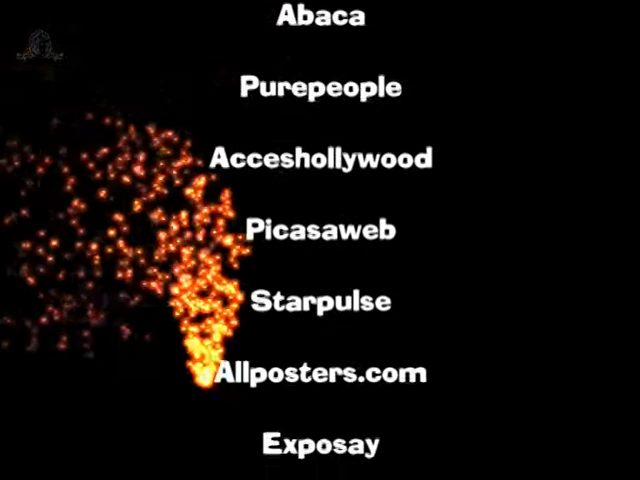 Abaca
Purepeople
Acceshollywood
Picasaweb
Starpulse
Allposters.com
Exposay